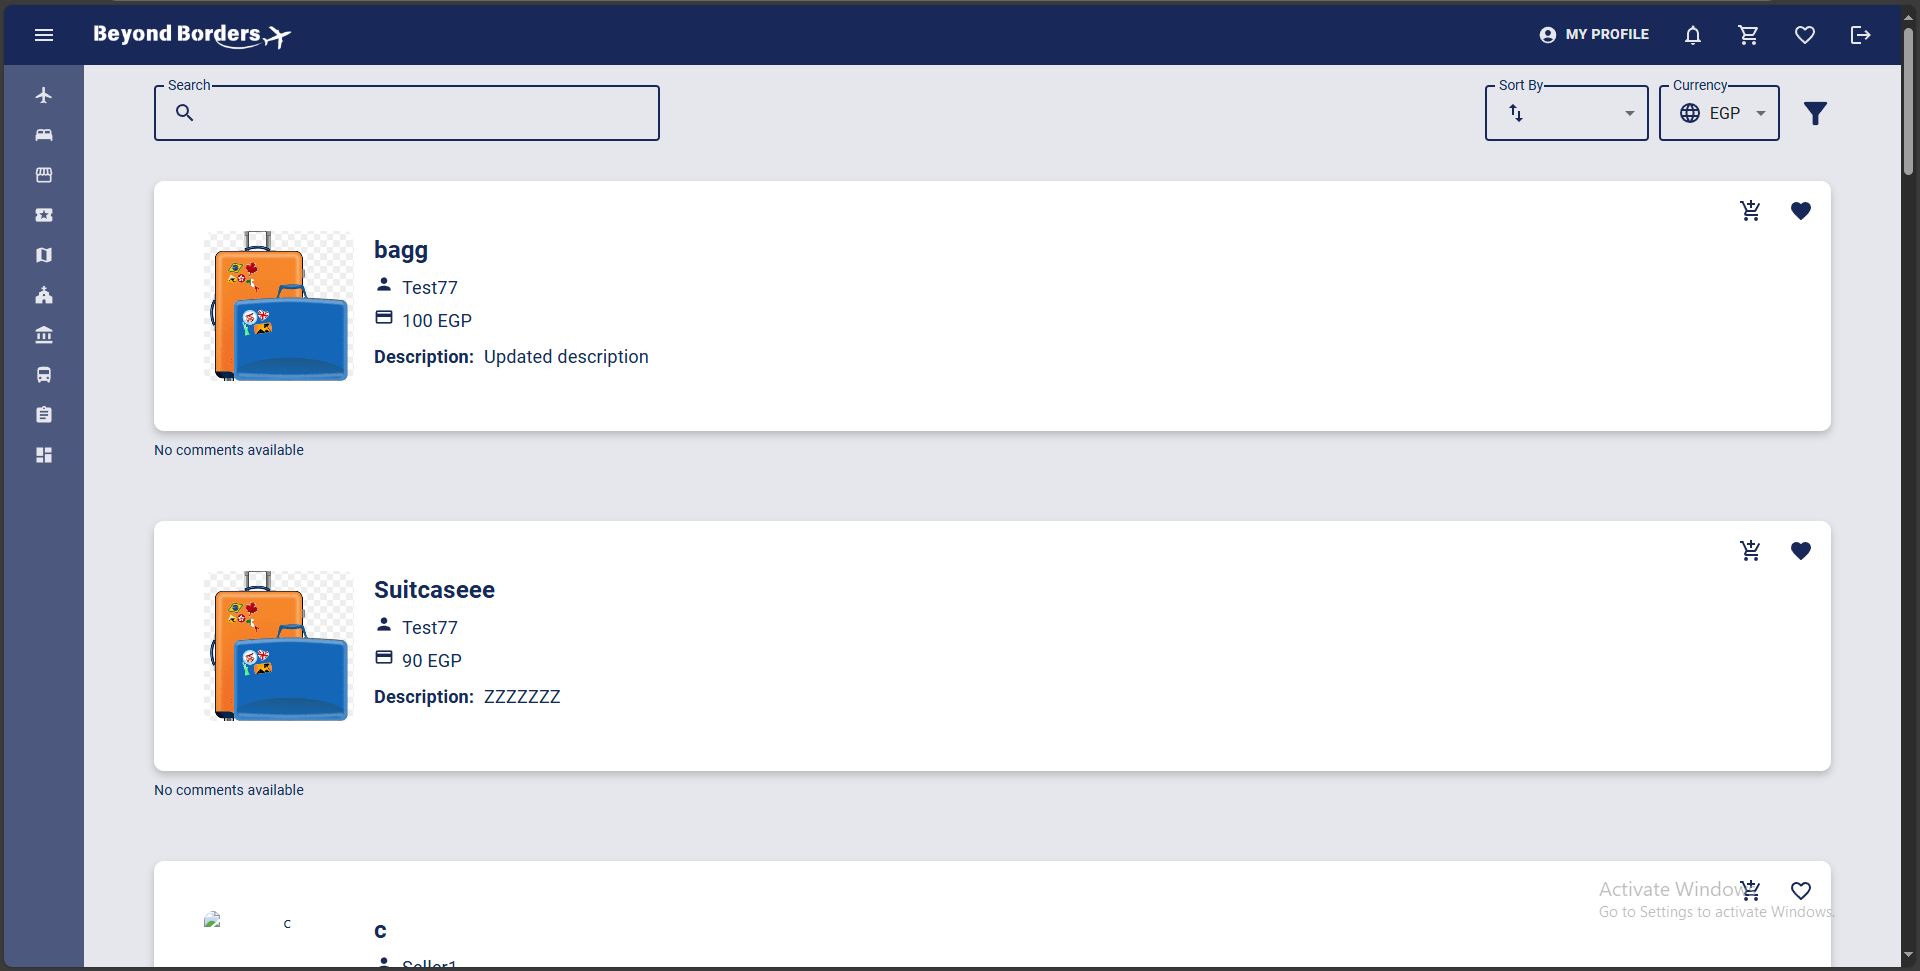 Beyond Borders
MY PROFILE
Search
Sort By
Currency
EGP
bagg
Test77
100 EGP
Description: Updated description
No comments available
Suitcaseee
Test77
90 EGP
Description: ZZZZZZZ
No comments available
c
c
Seller1
Activate Windows
Go to Settings to activate Windows.